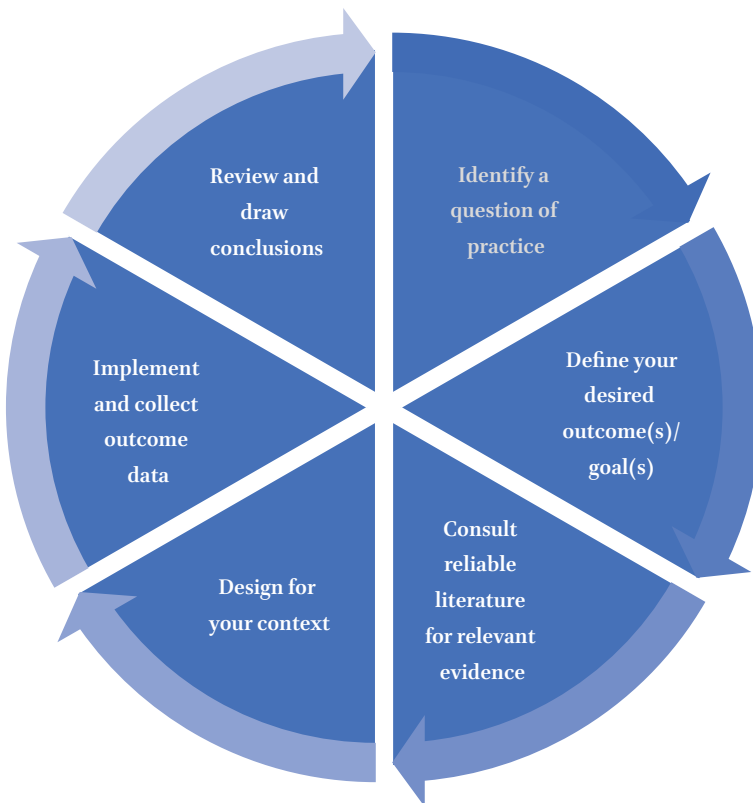 Identify a
question of
practice
Define your
desired
outcome(s)/
goal(s)
Consult
reliable
literature
for relevant
evidence
Design for
your context
Implement
and collect
outcome
data
Review and
draw
conclusions